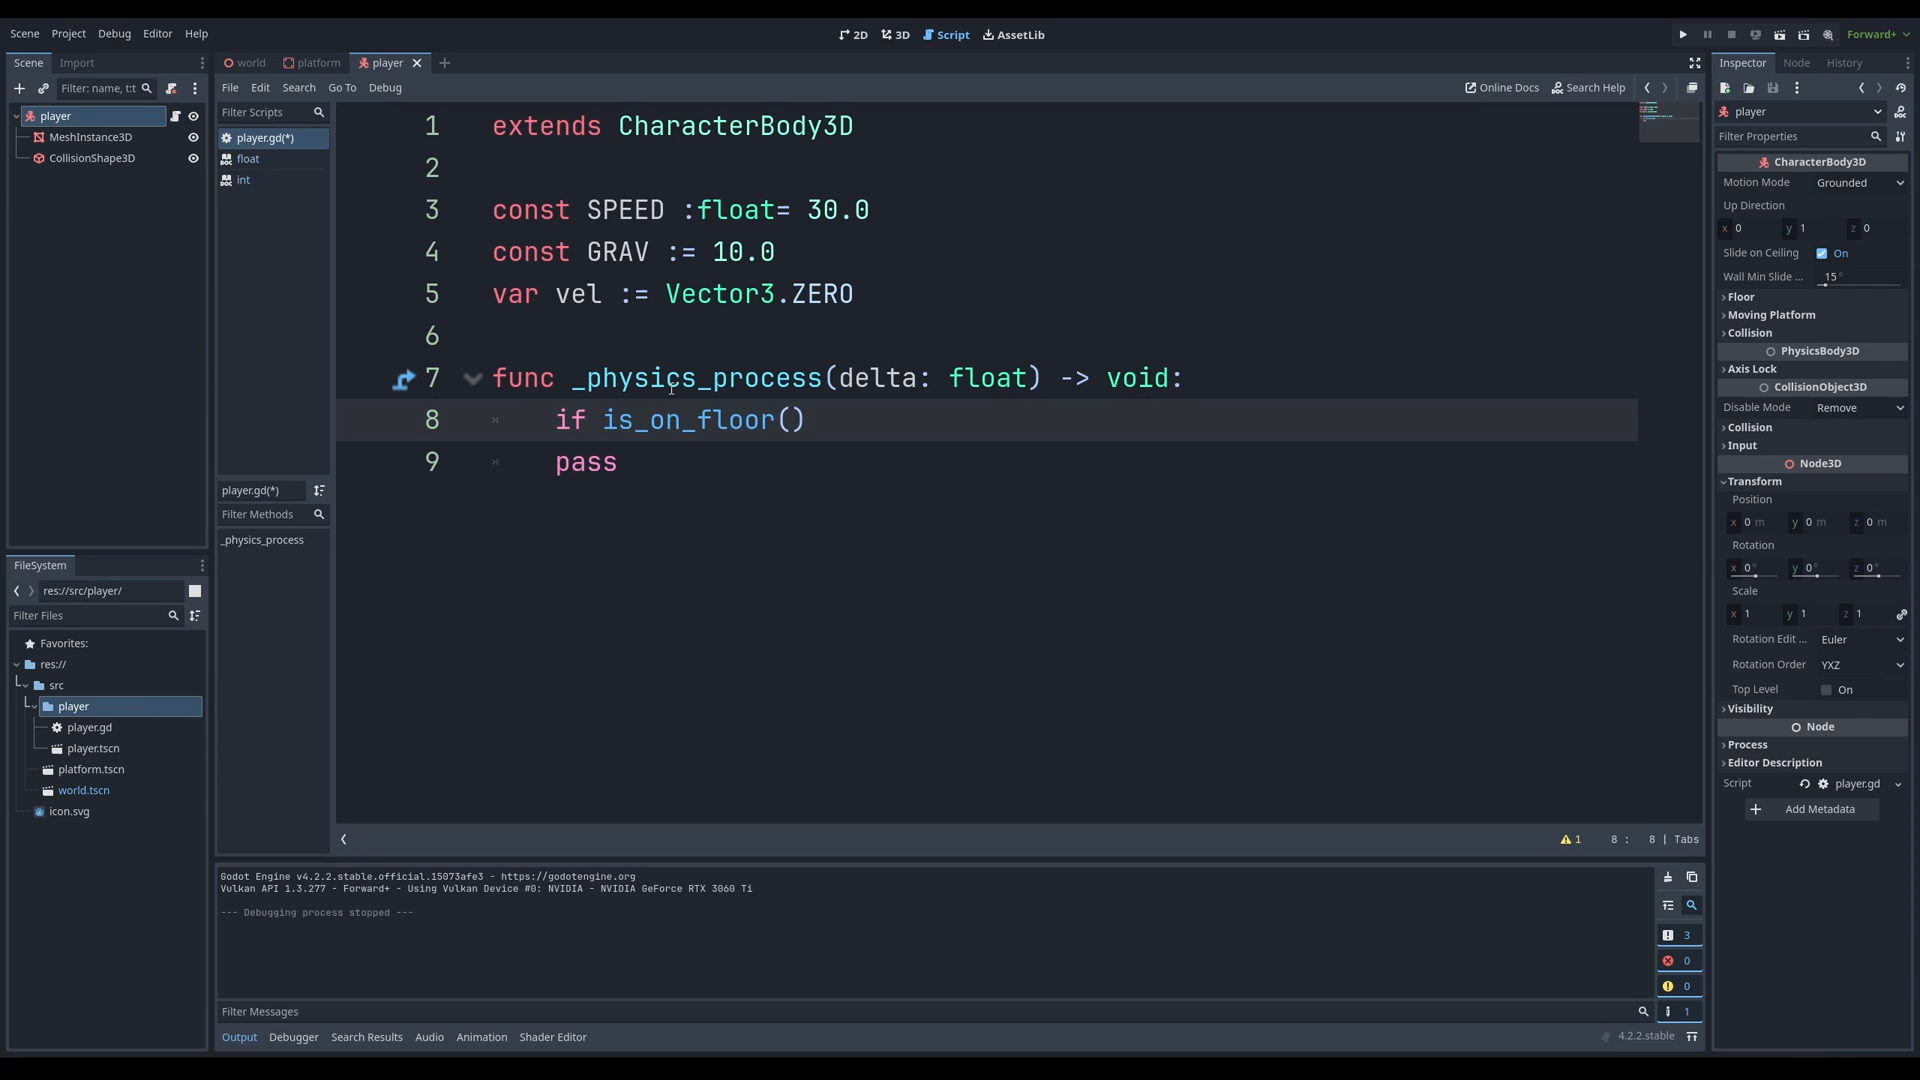 Scene Project Debug Editor Help
2D 3D Script AssetLib
Forward+
Scene Import
world platform player
Inspector Node History
Filter: name, t:t
File Edit Search Go To Debug
Online Docs Search Help
player
MeshInstance3D
CollisionShape3D
Filter Scripts
player.gd(*)
float
int
player.gd(*)
Filter Methods
_physics_process
1 extends CharacterBody3D
2
3 const SPEED :float= 30.0
4 const GRAV := 10.0
5 var vel := Vector3.ZERO
6
7 func _physics_process(delta: float) -> void:
8 if is_on_floor()
9 pass
1 8 : 8 | Tabs
FileSystem
res://src/player/
Filter Files
Favorites:
res://
src
player
player.gd
player.tscn
platform.tscn
world.tscn
icon.svg
Godot Engine v4.2.2.stable.official.15073afe3 - https://godotengine.org
Vulkan API 1.3.277 - Forward+ - Using Vulkan Device #0: NVIDIA - NVIDIA GeForce RTX 3060 Ti
--- Debugging process stopped ---
3
0
0
1
Filter Messages
Output Debugger Search Results Audio Animation Shader Editor
4.2.2.stable
player
Filter Properties
CharacterBody3D
Motion Mode Grounded
Up Direction
x 0 y 1 z 0
Slide on Ceiling On
Wall Min Slide ... 15°
Floor
Moving Platform
Collision
PhysicsBody3D
Axis Lock
CollisionObject3D
Disable Mode Remove
Collision
Input
Node3D
Transform
Position
x 0 m y 0 m z 0 m
Rotation
x 0° y 0° z 0°
Scale
x 1 y 1 z 1
Rotation Edit ... Euler
Rotation Order YXZ
Top Level On
Visibility
Node
Process
Editor Description
Script player.gd
Add Metadata